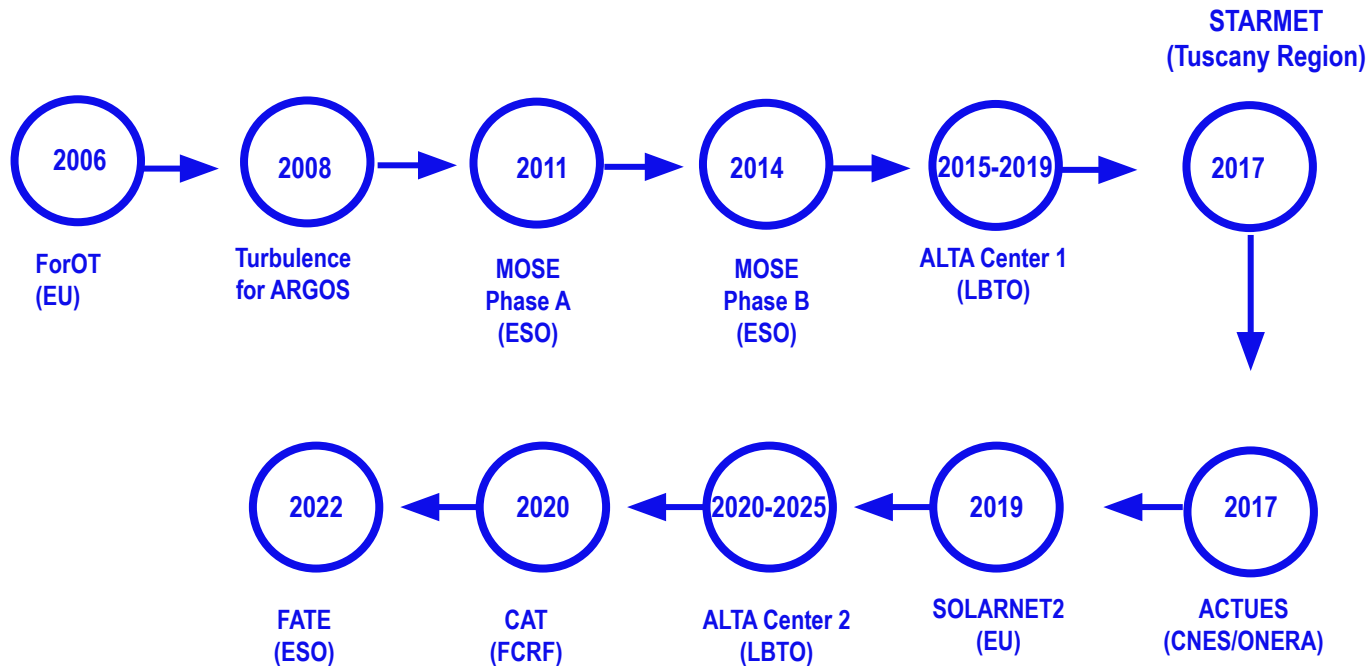 STARMET
(Tuscany Region)
2006
2008
2011
2014
2015-2019
2017
ForOT
(EU)
Turbulence
for ARGOS
MOSE
Phase A
(ESO)
MOSE
Phase B
(ESO)
ALTA Center 1
(LBTO)
2022
2020
2020-2025
2019
2017
FATE
(ESO)
CAT
(FCRF)
ALTA Center 2
(LBTO)
SOLARNET2
(EU)
ACTUES
(CNES/ONERA)